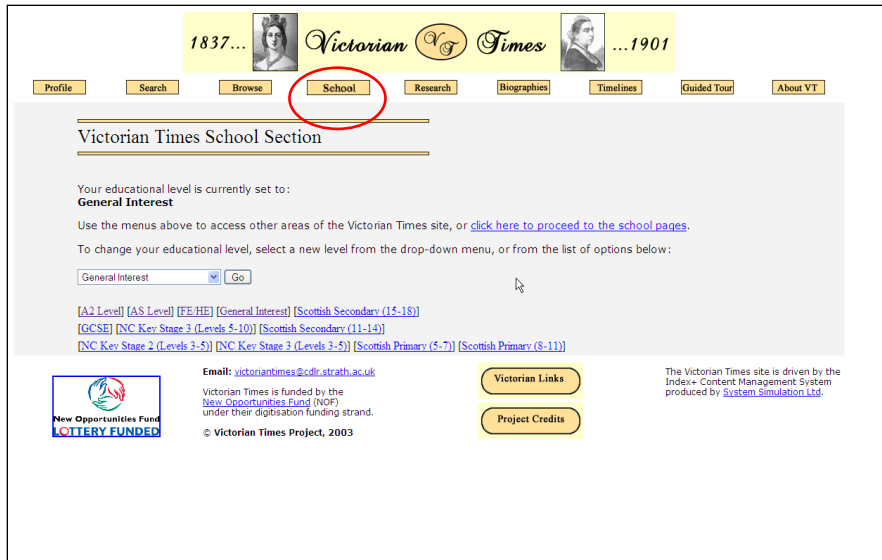 1837... Victorian VT Times ...1901
Profile Search Browse School Research Biographies Timelines Guided Tour About VT
Victorian Times School Section
Your educational level is currently set to:
General Interest
Use the menus above to access other areas of the Victorian Times site, or click here to proceed to the school pages.
To change your educational level, select a new level from the drop-down menu, or from the list of options below:
General Interest Go
[A2 Level] [AS Level] [FE/HE] [General Interest] [Scottish Secondary (15-18)]
[GCSE] [NC Key Stage 3 (Levels 5-10)] [Scottish Secondary (11-14)]
[NC Key Stage 2 (Levels 3-5)] [NC Key Stage 3 (Levels 3-5)] [Scottish Primary (5-7)] [Scottish Primary (8-11)]
New Opportunities Fund
LOTTERY FUNDED
Email: victoriantimes@cdlr.strath.ac.uk
Victorian Times is funded by the
New Opportunities Fund (NOF)
under their digitisation funding strand.
© Victorian Times Project, 2003
Victorian Links
Project Credits
The Victorian Times site is driven by the
Index+ Content Management System
produced by System Simulation Ltd.